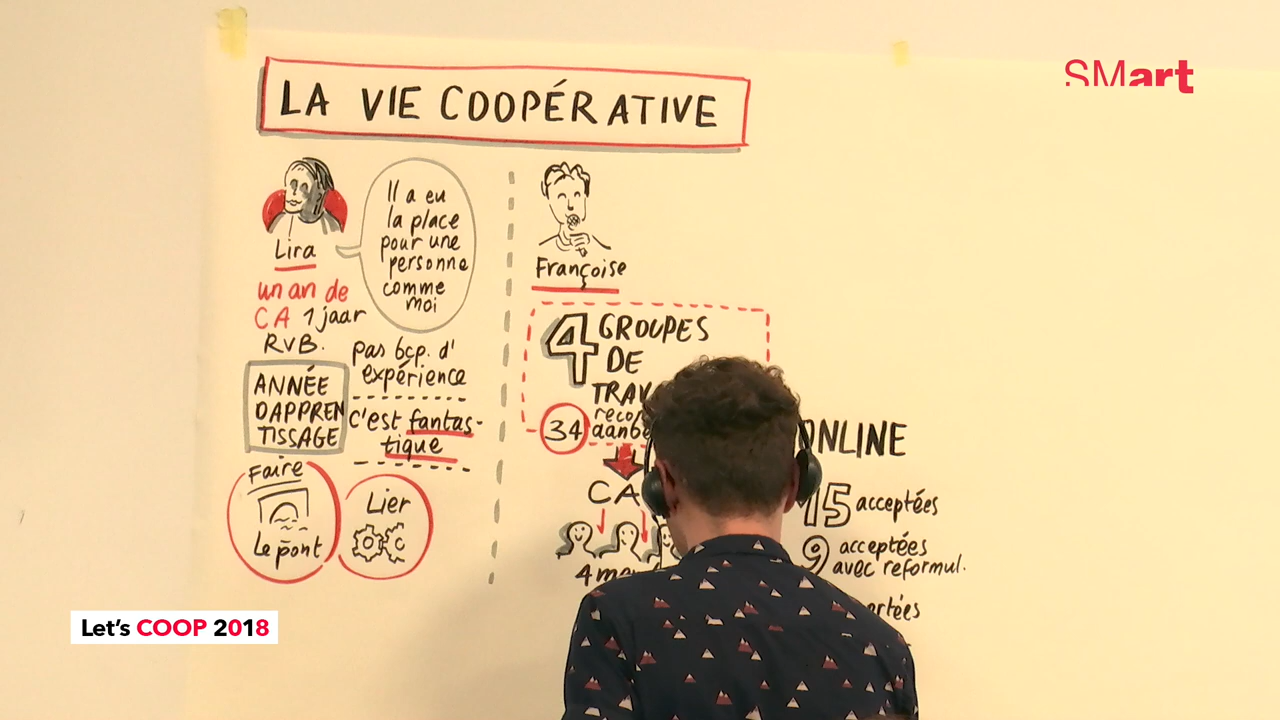 LA VIE COOPÉRATIVE
SMart
Lira
Il a eu
la place
pour une
personne
comme
moi
un an de
CA 1 jaar
RvB.
pas bcp. d'
expérience
ANNÉE
D'APPREN
TISSAGE
c'est fantas-
tique
Faire
Le pont
Lier
Françoise
4 GROUPES
DE
34
CA
4
ONLINE
15 acceptées
9 acceptées
avec reformul.
Let's COOP 2018